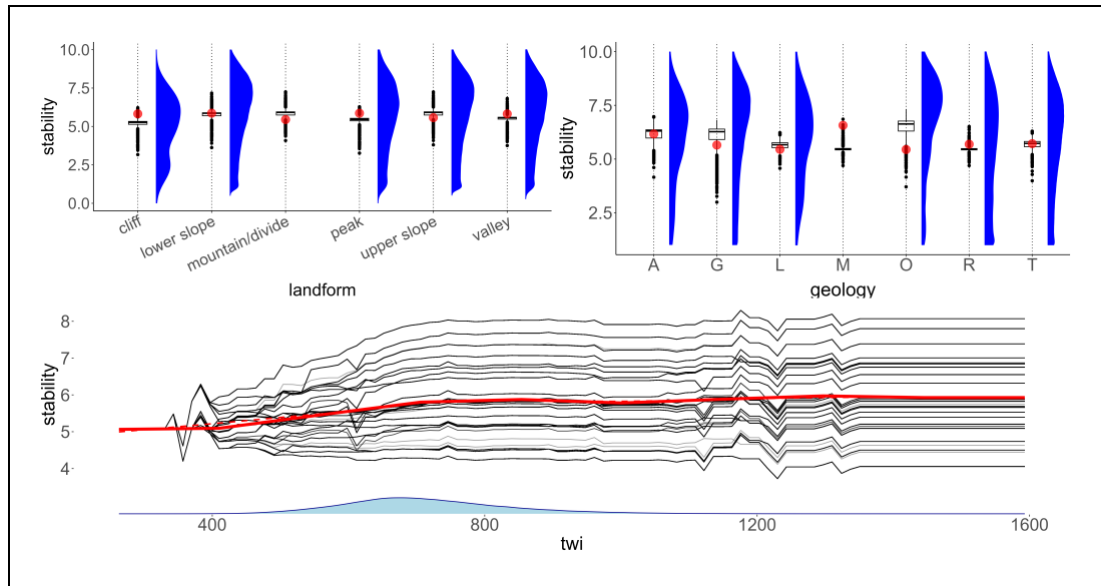 stability
10.0
7.5
5.0
2.5
0.0
cliff
lower slope
mountain/divide
peak
upper slope
valley
landform
stability
10.0
7.5
5.0
2.5
A G L M O R T
geology
stability
8
7
6
5
4
400 800 1200 1600
twi